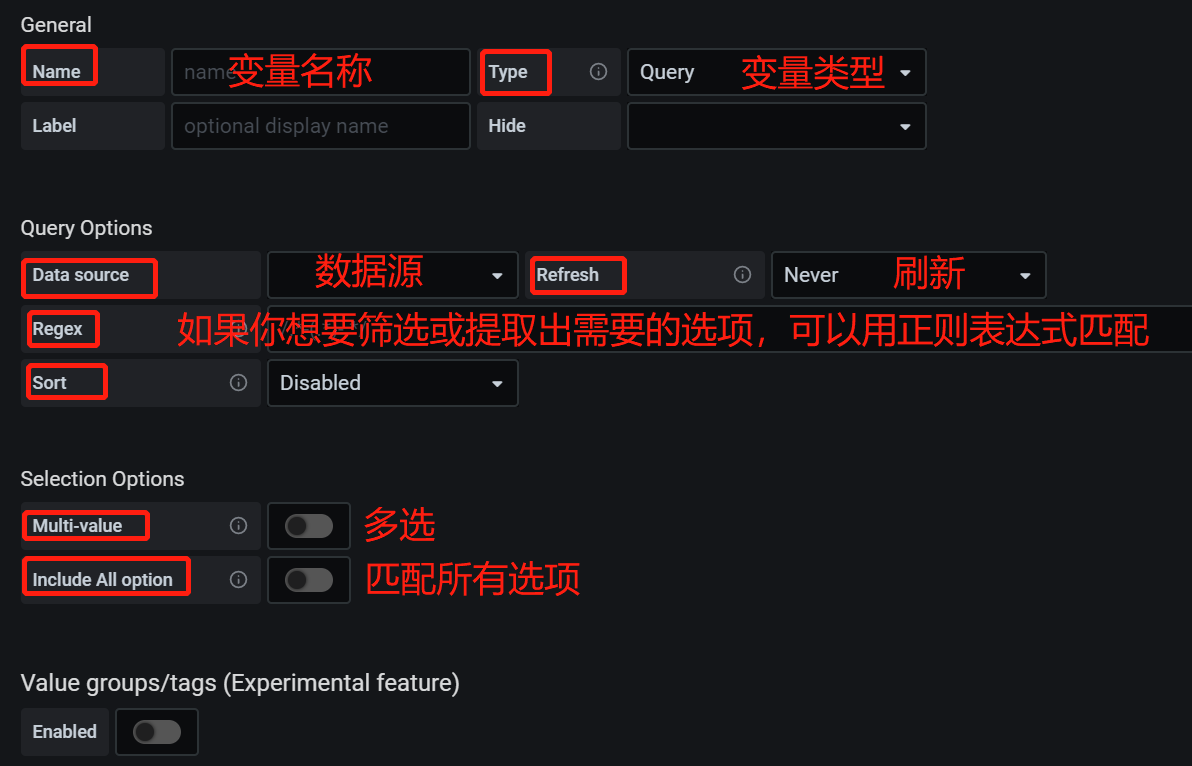 General
Name name 变量名称 Type Query 变量类型
Label optional display name Hide
Query Options
Data source 数据源 Refresh Never 刷新
Regex 如果你想要筛选或提取出需要的选项，可以用正则表达式匹配
Sort Disabled
Selection Options
Multi-value 多选
Include All option 匹配所有选项
Value groups/tags (Experimental feature)
Enabled